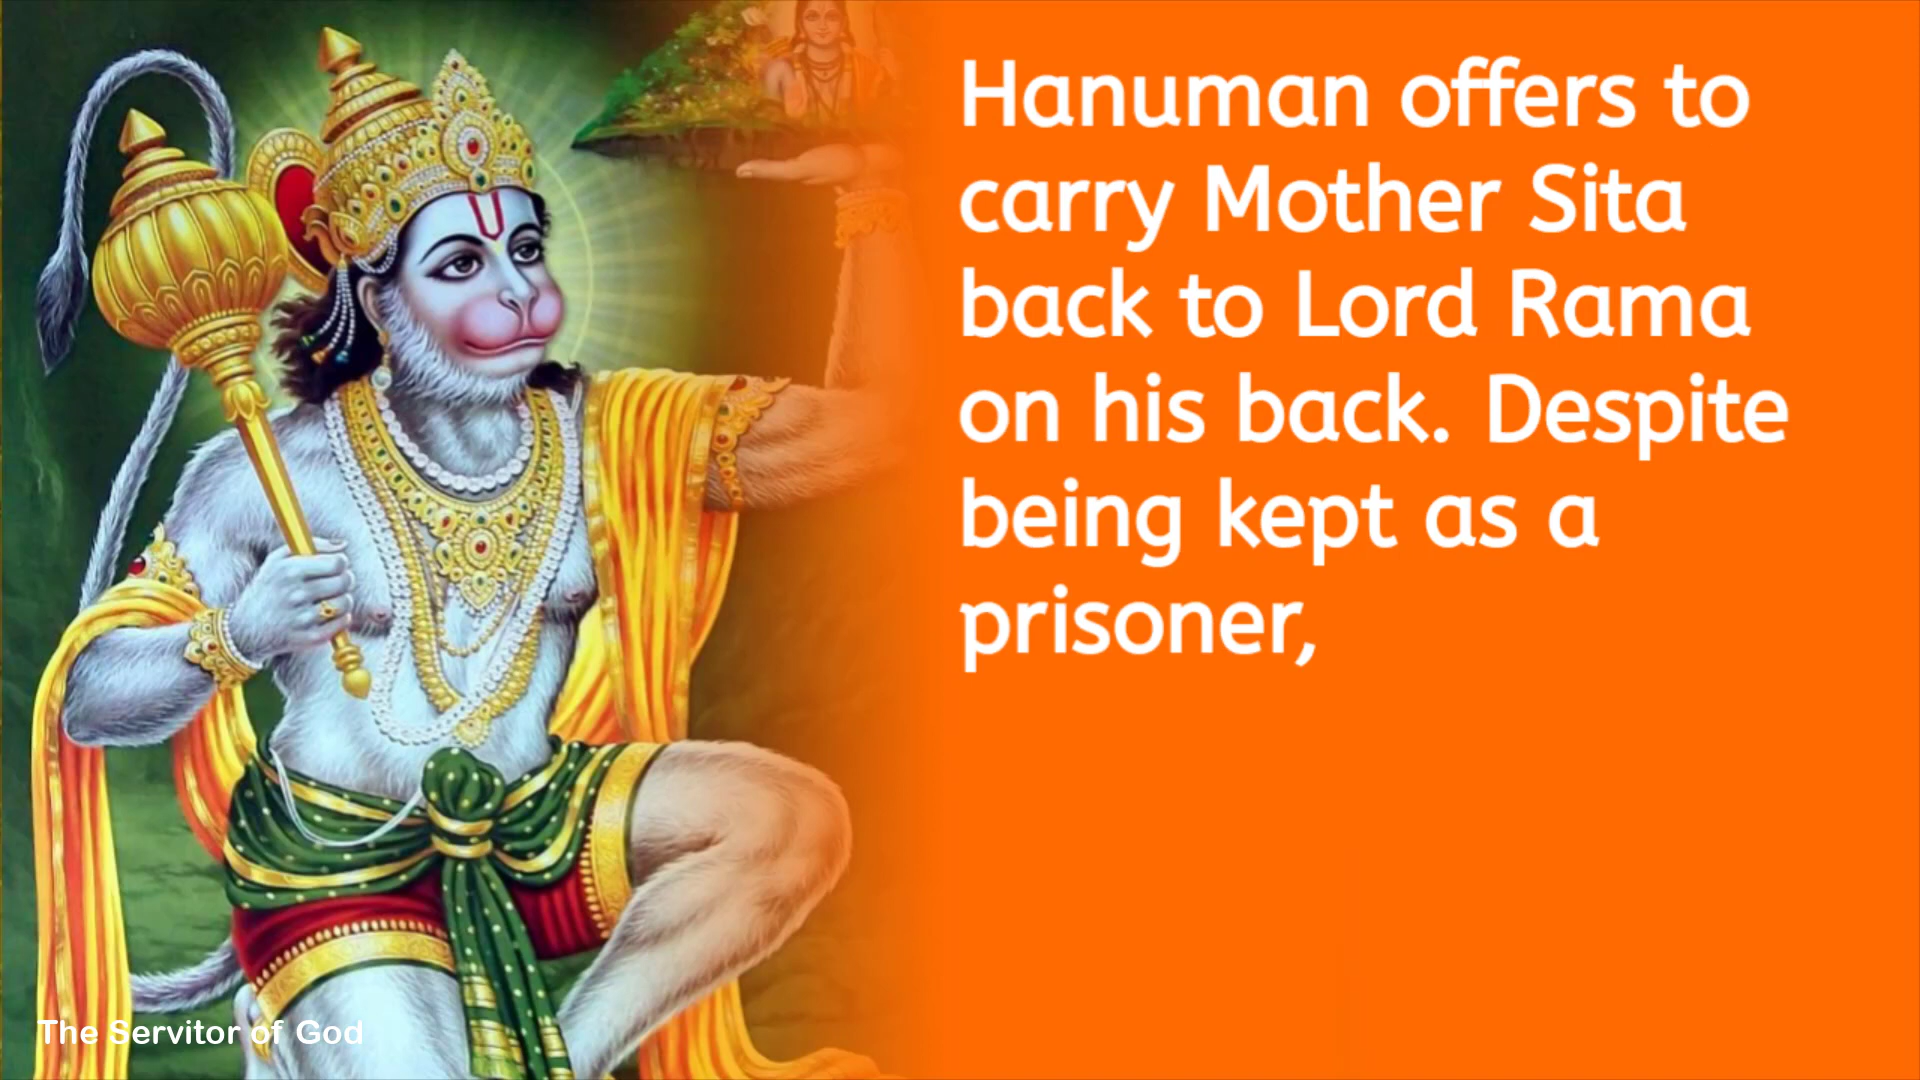 Hanuman offers to
carry Mother Sita
back to Lord Rama
on his back. Despite
being kept as a
prisoner,
The Servitor of God